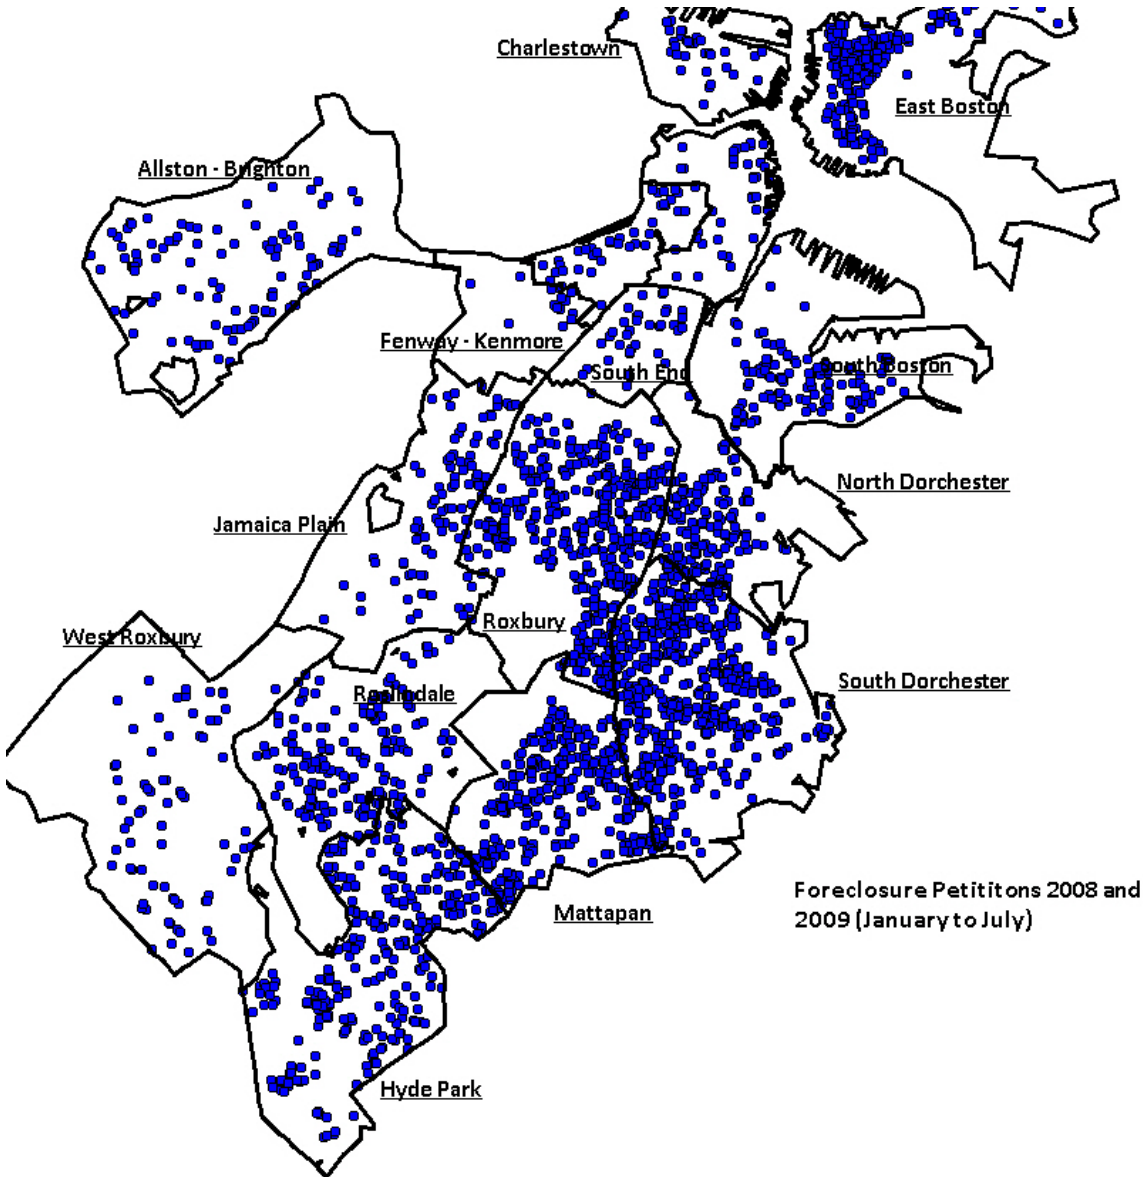 Charlestown
East Boston
Allston - Brighton
Fenway - Kenmore
South End
South Boston
North Dorchester
Jamaica Plain
Roxbury
West Roxbury
Roslindale
South Dorchester
Foreclosure Petititons 2008 and
2009 (January to July)
Mattapan
Hyde Park